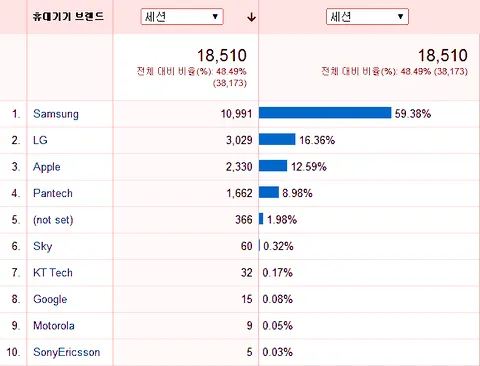 휴대기기 브랜드 세션 ▼ 세션 ▼
18,510 18,510
전체 대비 비율(%): 48.49% 전체 대비 비율(%): 48.49% (38,173)
(38,173)
1. Samsung 10,991 59.38%
2. LG 3,029 16.36%
3. Apple 2,330 12.59%
4. Pantech 1,662 8.98%
5. (not set) 366 1.98%
6. Sky 60 0.32%
7. KT Tech 32 0.17%
8. Google 15 0.08%
9. Motorola 9 0.05%
10. SonyEricsson 5 0.03%